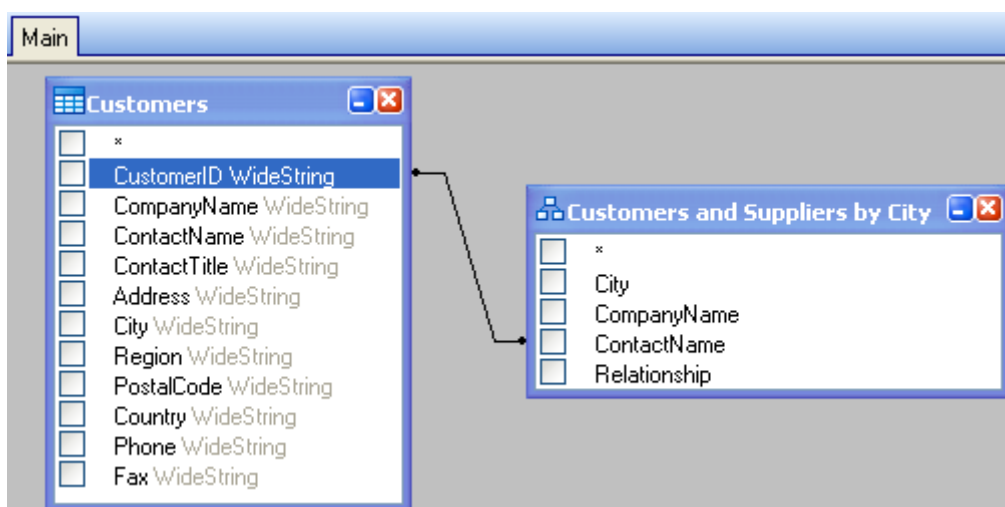 Main
Customers
*
CustomerID WideString
CompanyName WideString
ContactName WideString
ContactTitle WideString
Address WideString
City WideString
Region WideString
PostalCode WideString
Country WideString
Phone WideString
Fax WideString
Customers and Suppliers by City
*
City
CompanyName
ContactName
Relationship